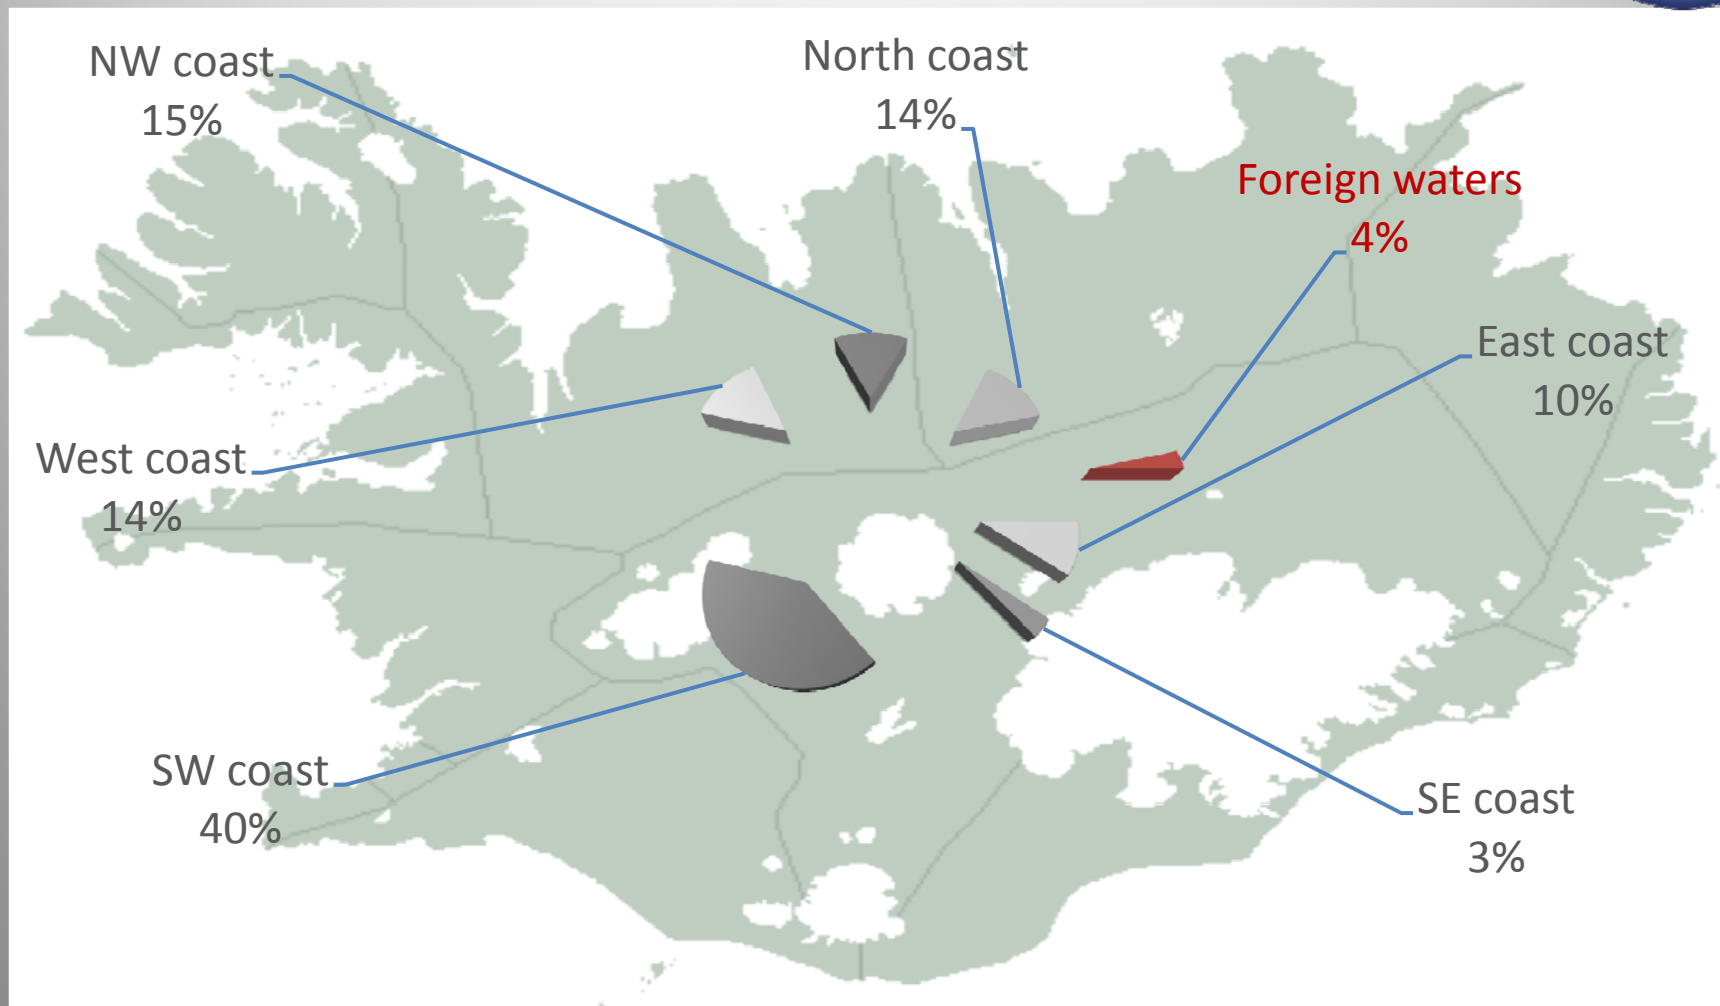 NW coast
15%
North coast
14%
Foreign waters
4%
East coast
10%
West coast
14%
SW coast
40%
SE coast
3%